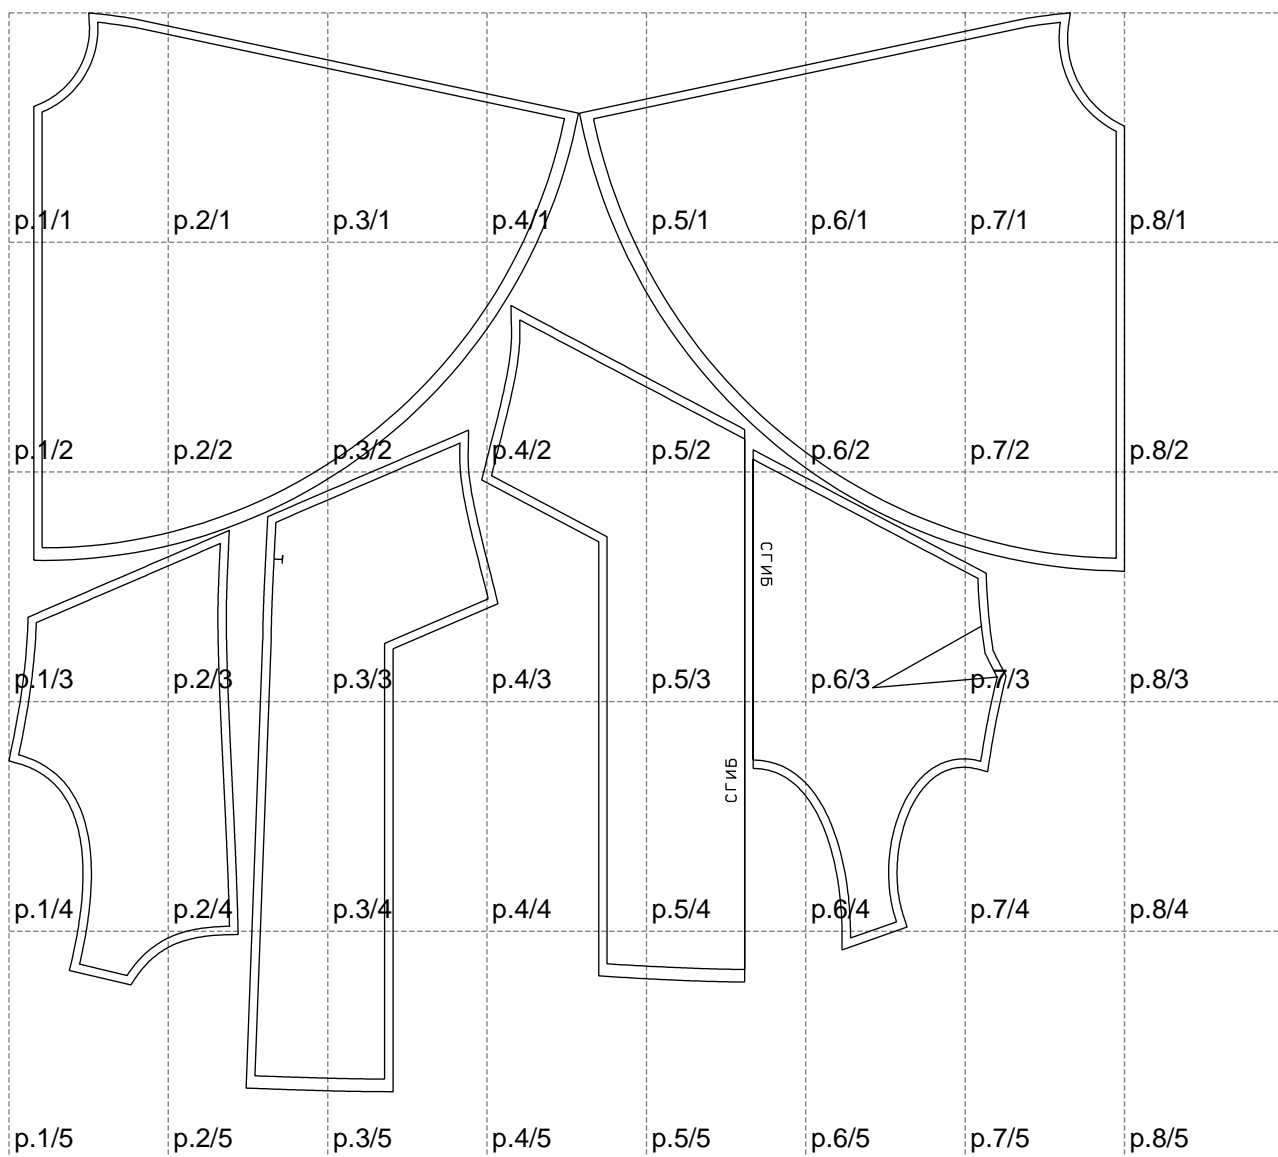 p.1/1 p.2/1 p.3/1 p.4/1 p.5/1 p.6/1 p.7/1 p.8/1
p.1/2 p.2/2 p.3/2 p.4/2 p.5/2 p.6/2 p.7/2 p.8/2
СГИБ
p.1/3 p.2/3 p.3/3 p.4/3 p.5/3 p.6/3 p.7/3 p.8/3
СГИБ
p.1/4 p.2/4 p.3/4 p.4/4 p.5/4 p.6/4 p.7/4 p.8/4
p.1/5 p.2/5 p.3/5 p.4/5 p.5/5 p.6/5 p.7/5 p.8/5